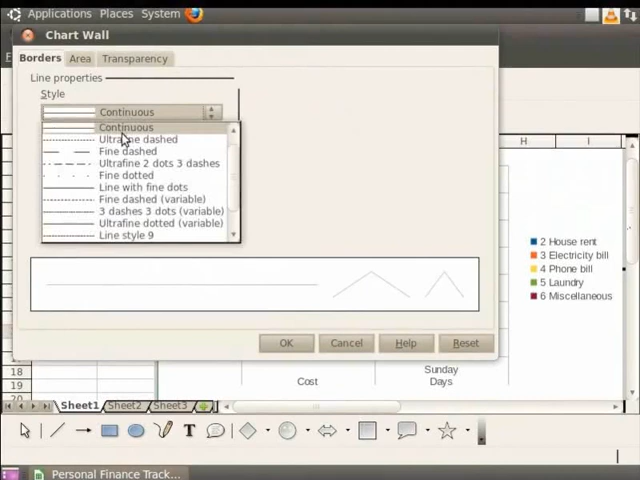 Applications Places System
Chart Wall
Borders Area Transparency
Line properties
Style
Continuous
Continuous
Ultrafine dashed
Fine dashed
Ultrafine 2 dots 3 dashes
Fine dotted
Line with fine dots
Fine dashed (variable)
3 dashes 3 dots (variable)
Ultrafine dotted (variable)
Line style 9
H I
2 House rent
3 Electricity bill
4 Phone bill
5 Laundry
6 Miscellaneous
OK Cancel Help Reset
18
19
Cost
Sunday
Days
Sheet1 Sheet2 Sheet3
T
Personal Finance Track...